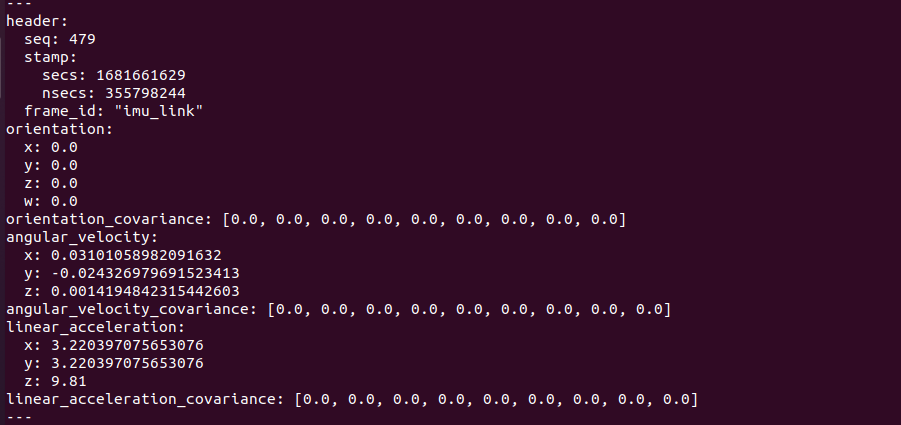 ---
header:
  seq: 479
  stamp:
    secs: 1681661629
    nsecs: 355798244
  frame_id: "imu_link"
orientation:
  x: 0.0
  y: 0.0
  z: 0.0
  w: 0.0
orientation_covariance: [0.0, 0.0, 0.0, 0.0, 0.0, 0.0, 0.0, 0.0, 0.0]
angular_velocity:
  x: 0.03101058982091632
  y: -0.024326979691523413
  z: 0.0014194842315442603
angular_velocity_covariance: [0.0, 0.0, 0.0, 0.0, 0.0, 0.0, 0.0, 0.0, 0.0]
linear_acceleration:
  x: 3.220397075653076
  y: 3.220397075653076
  z: 9.81
linear_acceleration_covariance: [0.0, 0.0, 0.0, 0.0, 0.0, 0.0, 0.0, 0.0, 0.0]
---